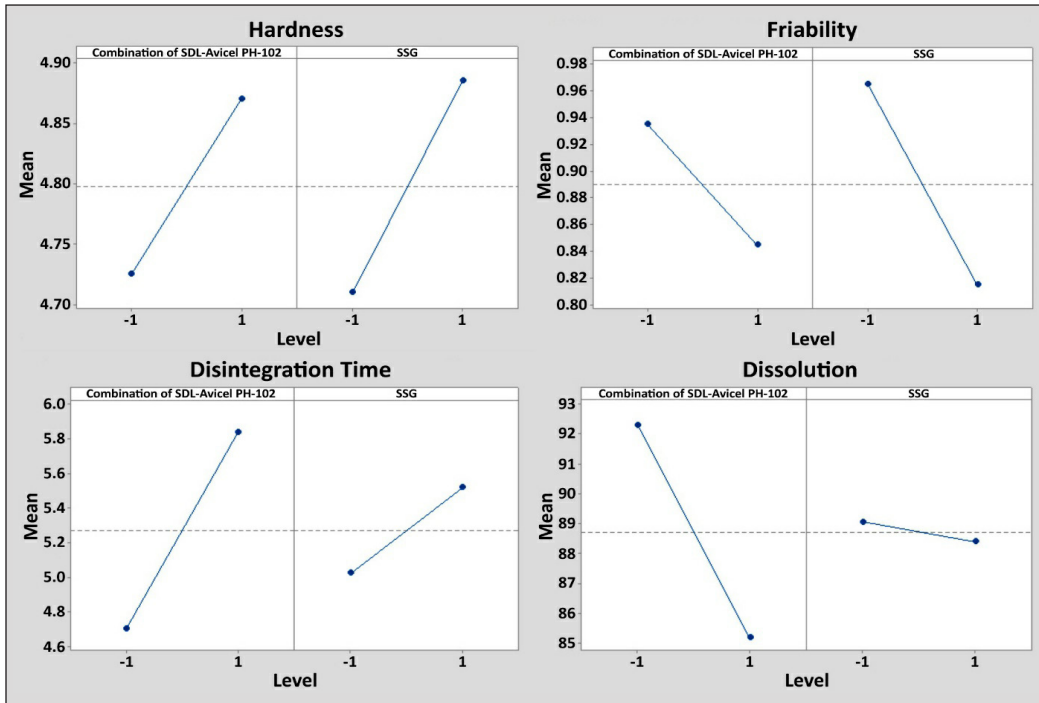 Hardness
Combination of SDL-Avicel PH-102 SSG
4.90
4.85
4.80
4.75
4.70
Mean
-1 1 -1 1
Level
Friability
Combination of SDL-Avicel PH-102 SSG
0.98
0.96
0.94
0.92
0.90
0.88
0.86
0.84
0.82
0.80
Mean
-1 1 -1 1
Level
Disintegration Time
Combination of SDL-Avicel PH-102 SSG
6.0
5.8
5.6
5.4
5.2
5.0
4.8
4.6
Mean
-1 1 -1 1
Level
Dissolution
Combination of SDL-Avicel PH-102 SSG
93
92
91
90
89
88
87
86
85
Mean
-1 1 -1 1
Level